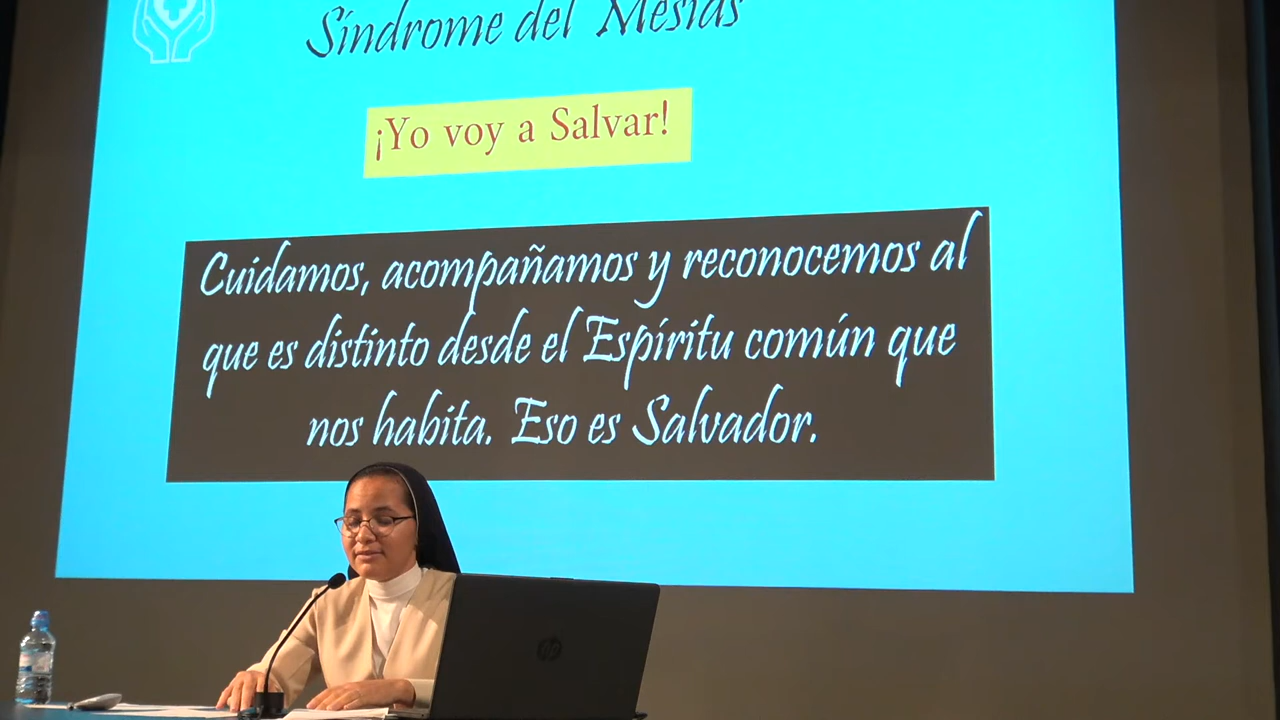 Síndrome del Mesías
¡Yo voy a Salvar!
Cuidamos, acompañamos y reconocemos al
que es distinto desde el Espíritu común que
nos habita. Eso es Salvador.
hp